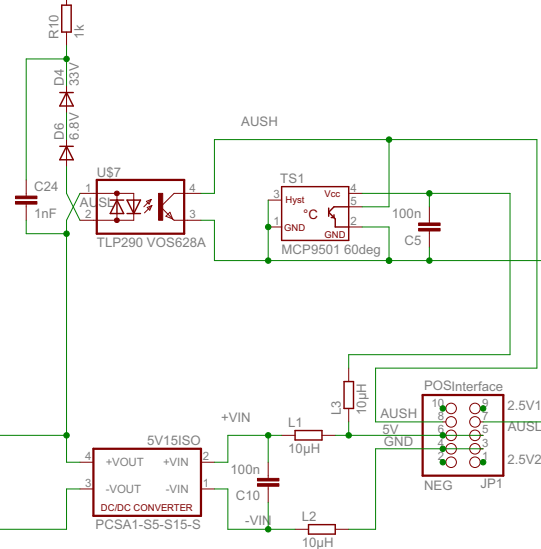 R10
1k
D4
33V
D6
6.8V
C24
1nF
U$7
AUSH
AUSL
1
2
4
3
TLP290 VOS628A
TS1
3
Hyst
Vcc
4
°C
5
1
GND
GND
2
MCP9501 60deg
100n
C5
L3
10µH
+VIN
L1
10µH
100n
C10
-VIN
L2
10µH
5V15ISO
4
+VOUT
+VIN
2
3
-VOUT
-VIN
1
DC/DC CONVERTER
PCSA1-S5-S15-S
POS
Interface
10
9
2.5V1
AUSH
8
7
AUSL
5V
6
5
GND
4
3
2
1
2.5V2
NEG
JP1